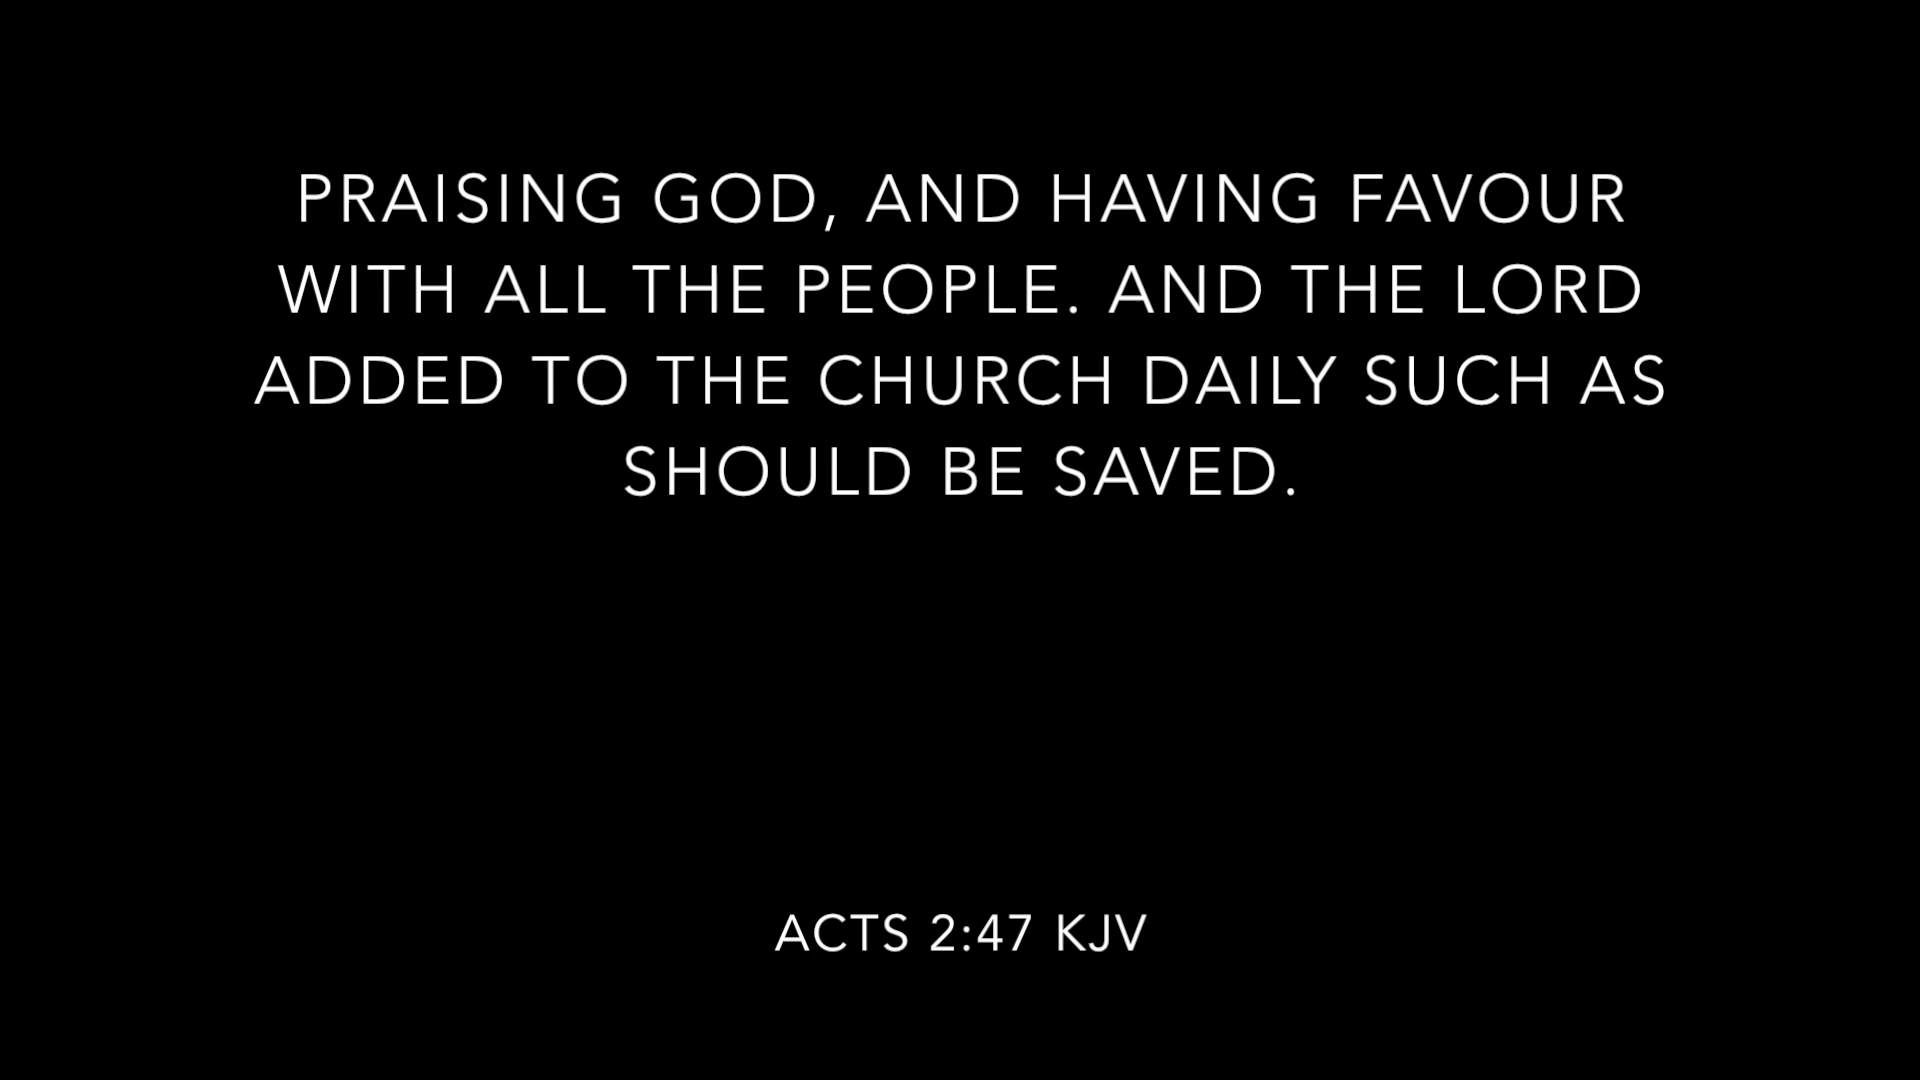 PRAISING GOD, AND HAVING FAVOUR
WITH ALL THE PEOPLE. AND THE LORD
ADDED TO THE CHURCH DAILY SUCH AS
SHOULD BE SAVED.
ACTS 2:47 KJV